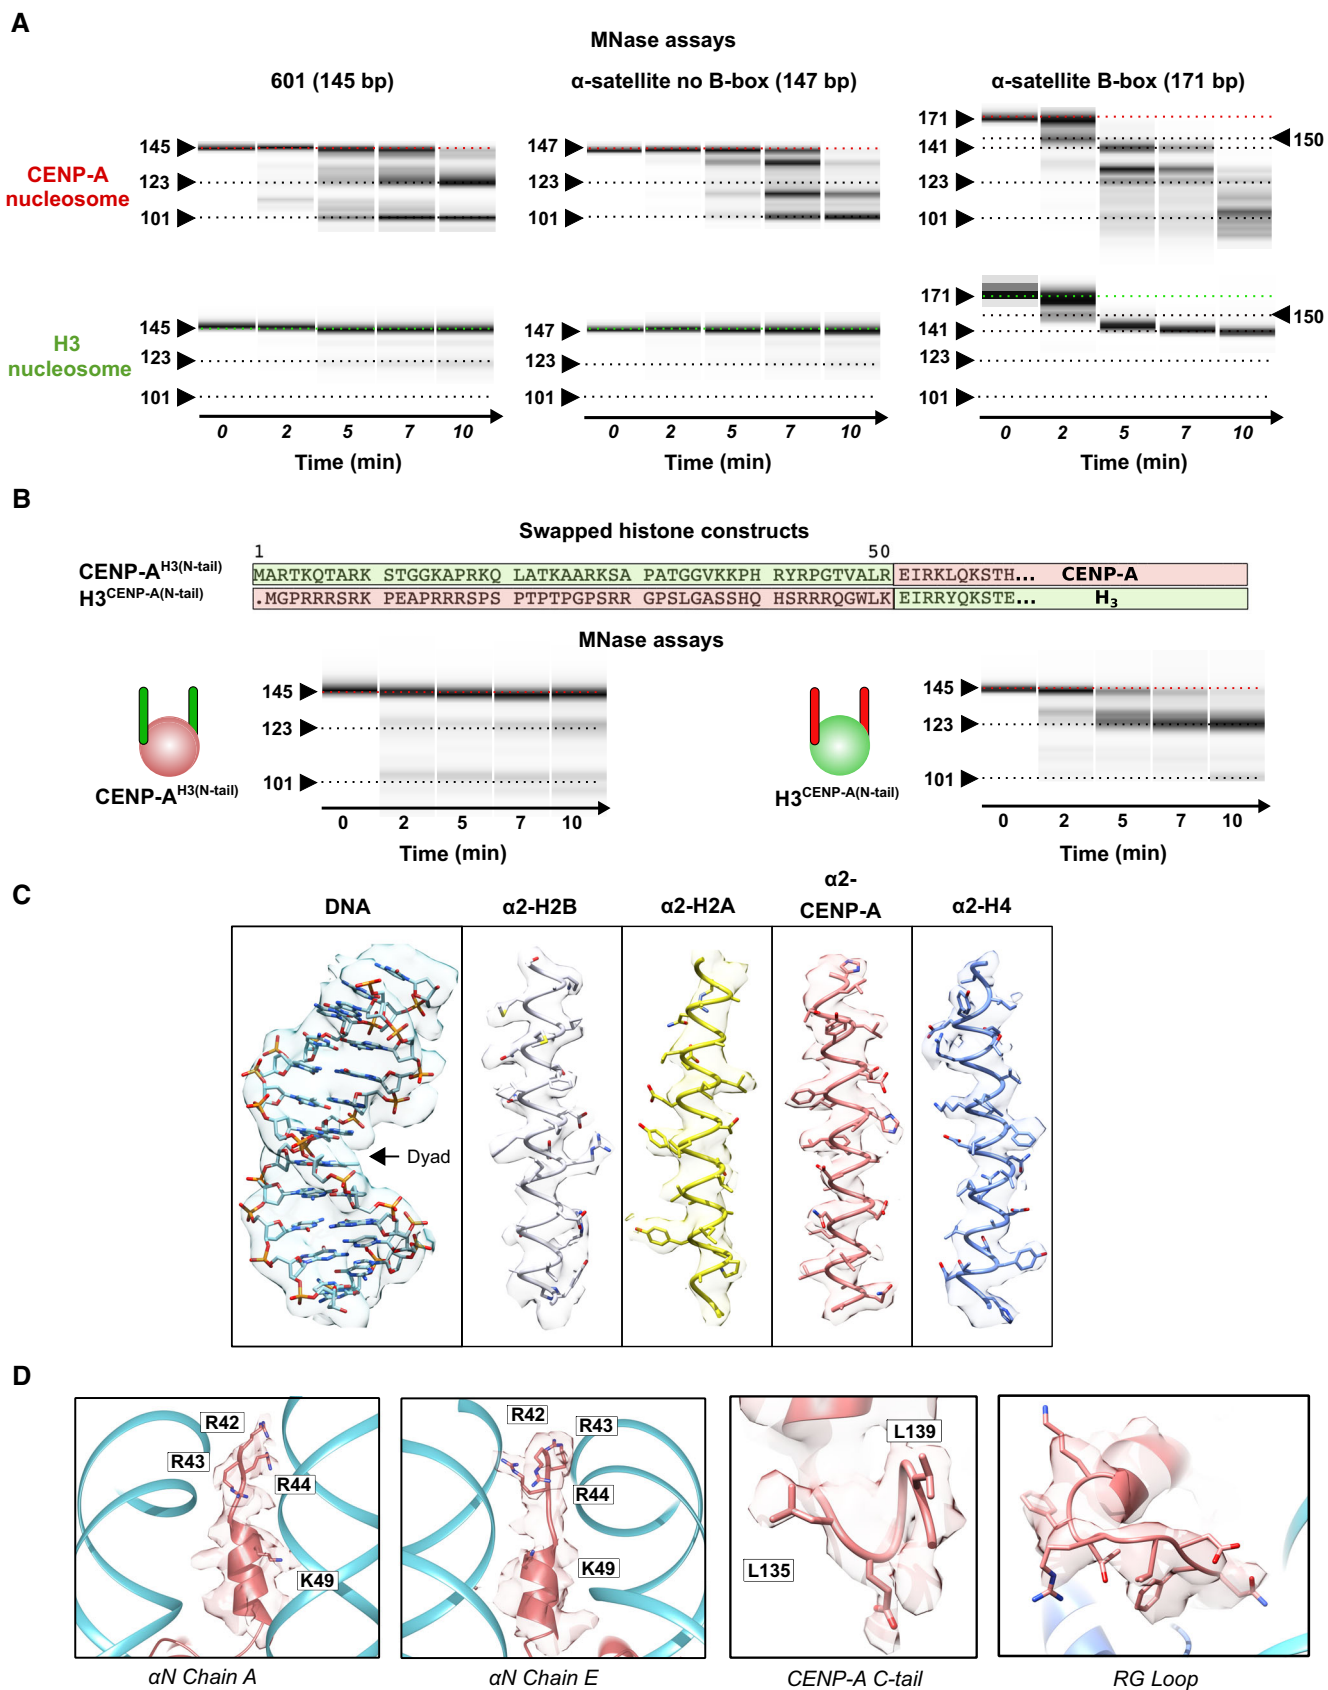 A
MNase assays
601 (145 bp)
α-satellite no B-box (147 bp)
α-satellite B-box (171 bp)
CENP-A
nucleosome
145
123
101
147
123
101
171
141
123
101
150
H3
nucleosome
145
123
101
147
123
101
171
141
123
101
150
0 2 5 7 10
Time (min)
0 2 5 7 10
Time (min)
0 2 5 7 10
Time (min)
B
Swapped histone constructs
1 50
CENP-A^H3(N-tail) MARTKQTARK STGGKAPRKQ LATKAARKSA PATGGVKKPH RYRPGTVALR EIRKLQKSTH... CENP-A
H3^CENP-A(N-tail) .MGPRRRSRK PEAPRRRSPS PTPTPGPSRR GPSLGASSHQ HSRRRQGWLK EIRRYQKSTE... H3
MNase assays
145
123
101
CENP-A^H3(N-tail)
0 2 5 7 10
Time (min)
145
123
101
H3^CENP-A(N-tail)
0 2 5 7 10
Time (min)
C
DNA
α2-H2B
α2-H2A
α2-
CENP-A
α2-H4
Dyad
D
R42
R43
R44
K49
αN Chain A
R42
R43
R44
K49
αN Chain E
L139
L135
CENP-A C-tail
RG Loop